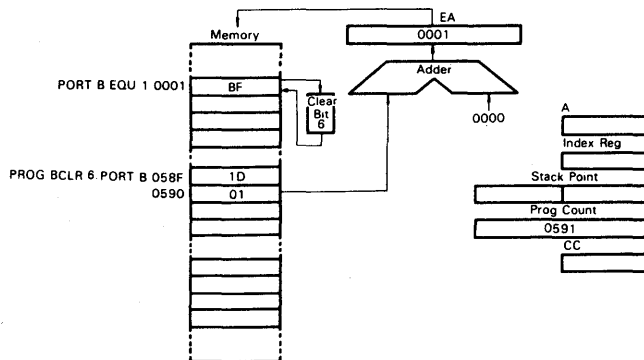 EA
Memory
0001
Adder
PORT B EQU 1 0001
BF
Clear
Bit
6
0000
A
Index Reg
PROG BCLR 6. PORT B 058F
1D
Stack Point
0590
01
Prog Count
0591
CC